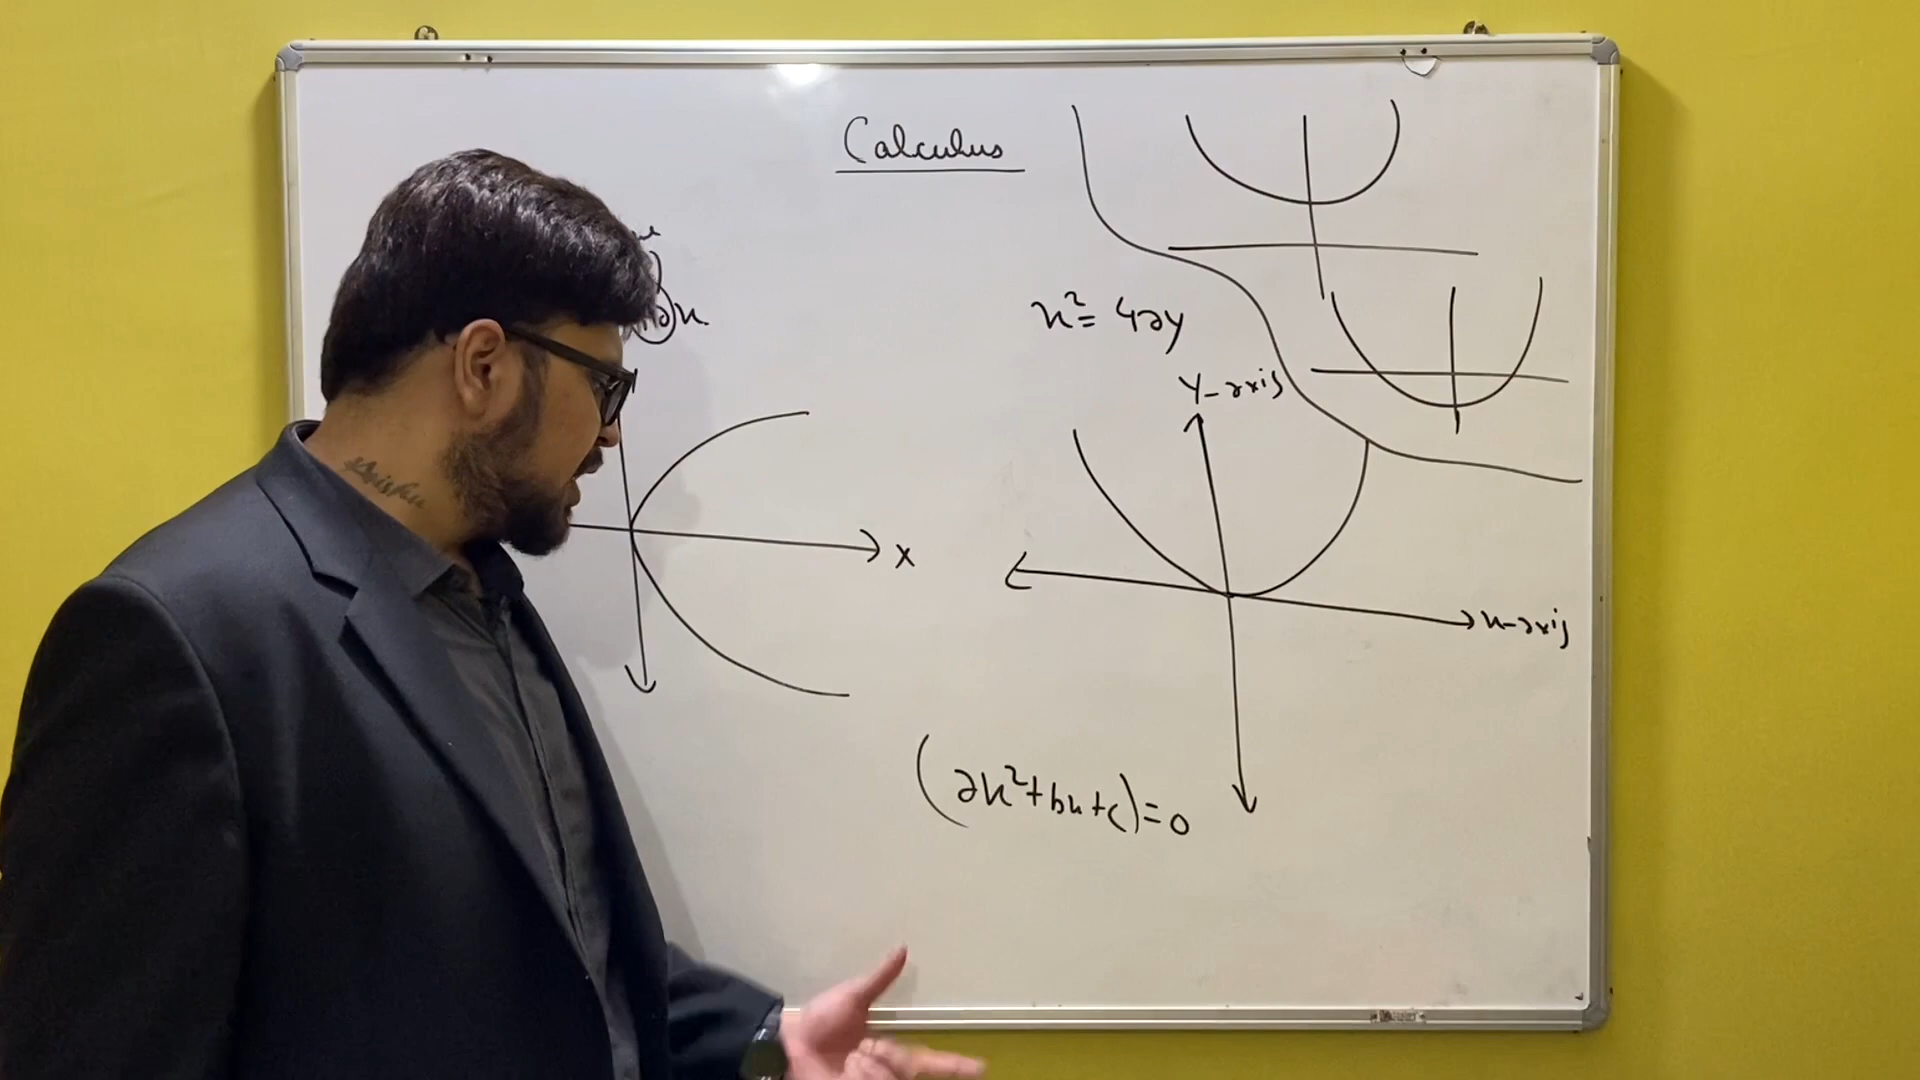 Calculus
x² = 4ay
Y-axis
X
x-axis
(ax²+bx+c)=0